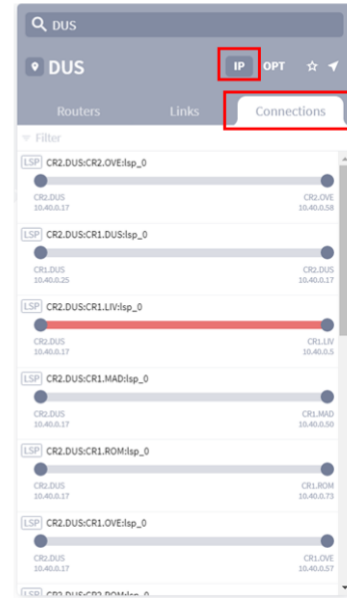 DUS
DUS IP OPT
Routers Links Connections
Filter
LSP CR2.DUS:CR2.OVE:lsp_0
CR2.DUS CR2.OVE
10.40.0.17 10.40.0.58
LSP CR2.DUS:CR1.DUS:lsp_0
CR1.DUS CR2.DUS
10.40.0.25 10.40.0.17
LSP CR2.DUS:CR1.LIV:lsp_0
CR2.DUS CR1.LIV
10.40.0.17 10.40.0.5
LSP CR2.DUS:CR1.MAD:lsp_0
CR2.DUS CR1.MAD
10.40.0.17 10.40.0.50
LSP CR2.DUS:CR1.ROM:lsp_0
CR2.DUS CR1.ROM
10.40.0.17 10.40.0.73
LSP CR2.DUS:CR1.OVE:lsp_0
CR2.DUS CR1.OVE
10.40.0.17 10.40.0.57
LSP CR2.DUS:CR2.ROM:lsp_0